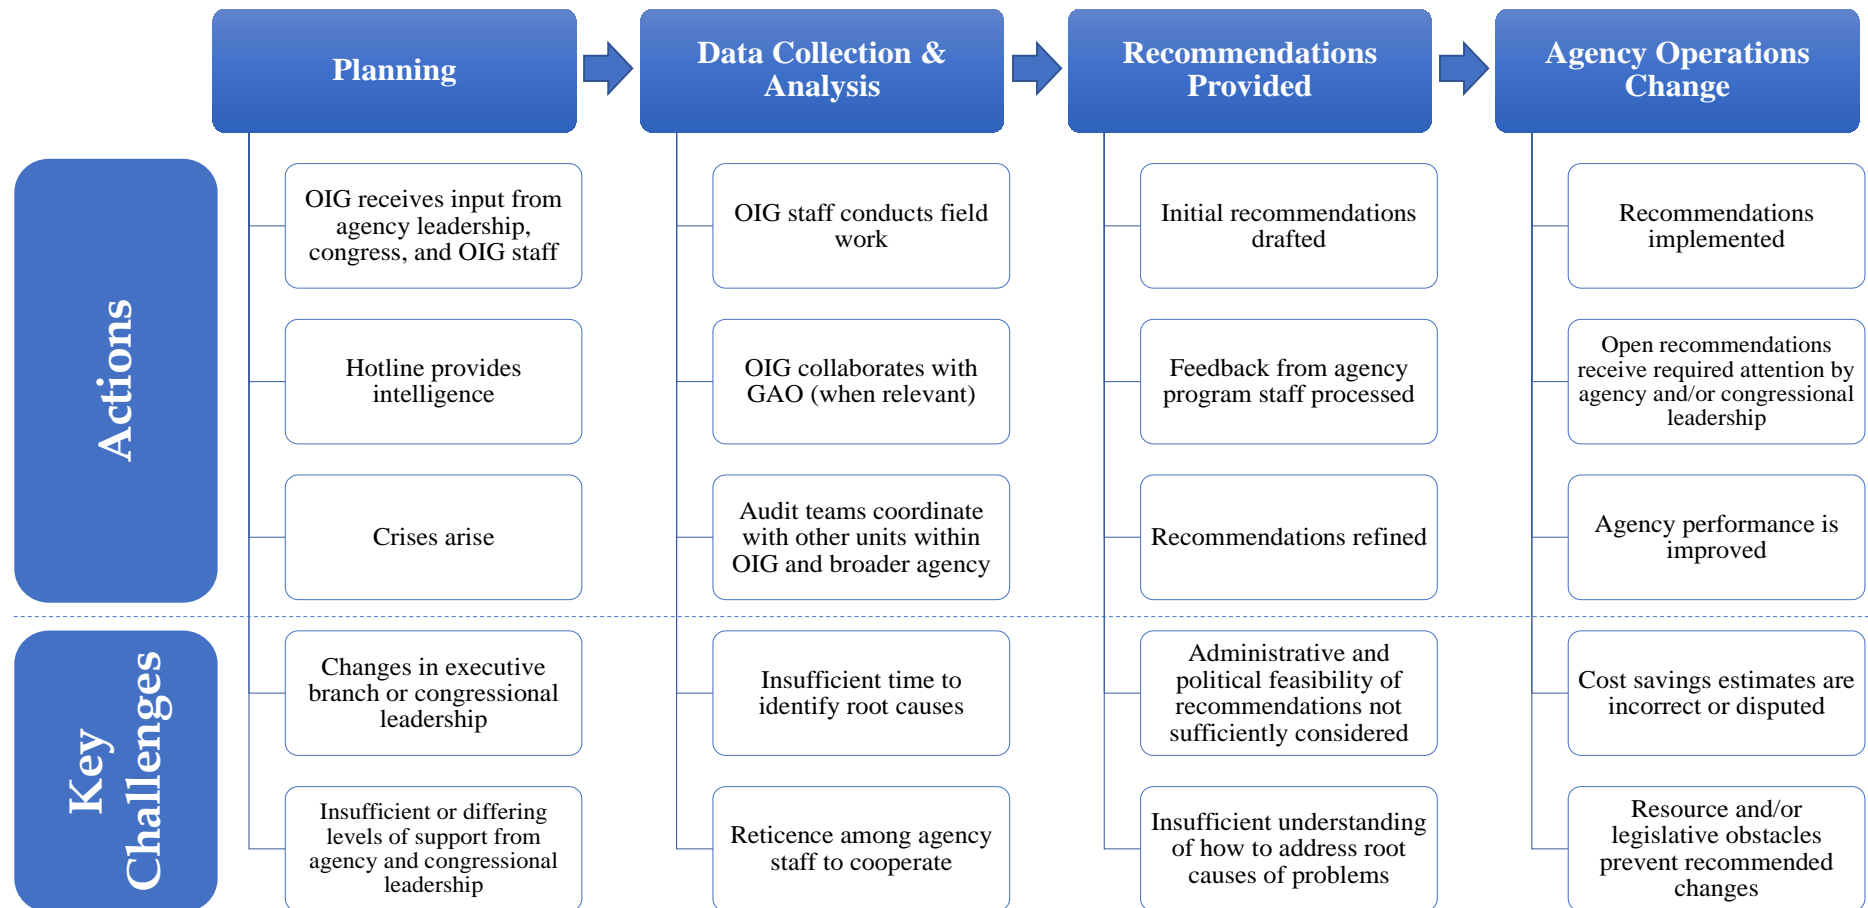 Planning
Data Collection &
Analysis
Recommendations
Provided
Agency Operations
Change
Actions
OIG receives input from
agency leadership,
congress, and OIG staff
OIG staff conducts field
work
Initial recommendations
drafted
Recommendations
implemented
Hotline provides
intelligence
OIG collaborates with
GAO (when relevant)
Feedback from agency
program staff processed
Open recommendations
receive required attention by
agency and/or congressional
leadership
Crises arise
Audit teams coordinate
with other units within
OIG and broader agency
Recommendations refined
Agency performance is
improved
Key
Challenges
Changes in executive
branch or congressional
leadership
Insufficient time to
identify root causes
Administrative and
political feasibility of
recommendations not
sufficiently considered
Cost savings estimates are
incorrect or disputed
Insufficient or differing
levels of support from
agency and congressional
leadership
Reticence among agency
staff to cooperate
Insufficient understanding
of how to address root
causes of problems
Resource and/or
legislative obstacles
prevent recommended
changes